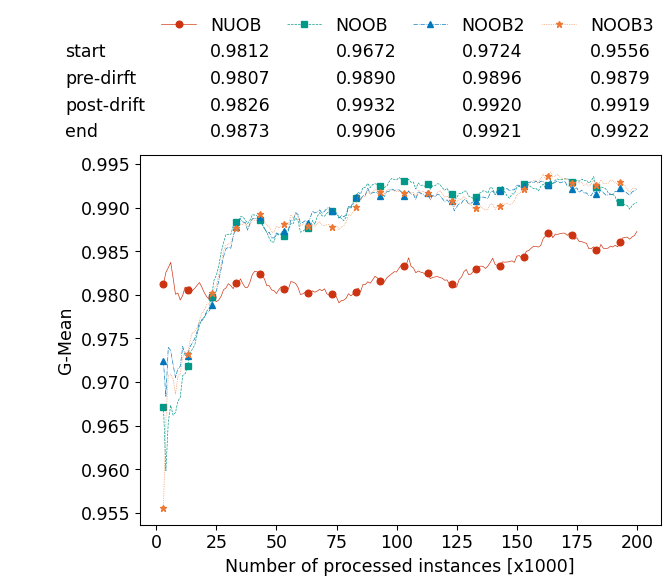 NUOB NOOB NOOB2 NOOB3
start 0.9812 0.9672 0.9724 0.9556
pre-dirft 0.9807 0.9890 0.9896 0.9879
post-drift 0.9826 0.9932 0.9920 0.9919
end 0.9873 0.9906 0.9921 0.9922
0.995
0.990
0.985
0.980
0.975
0.970
0.965
0.960
0.955
G-Mean
0 25 50 75 100 125 150 175 200
Number of processed instances [x1000]